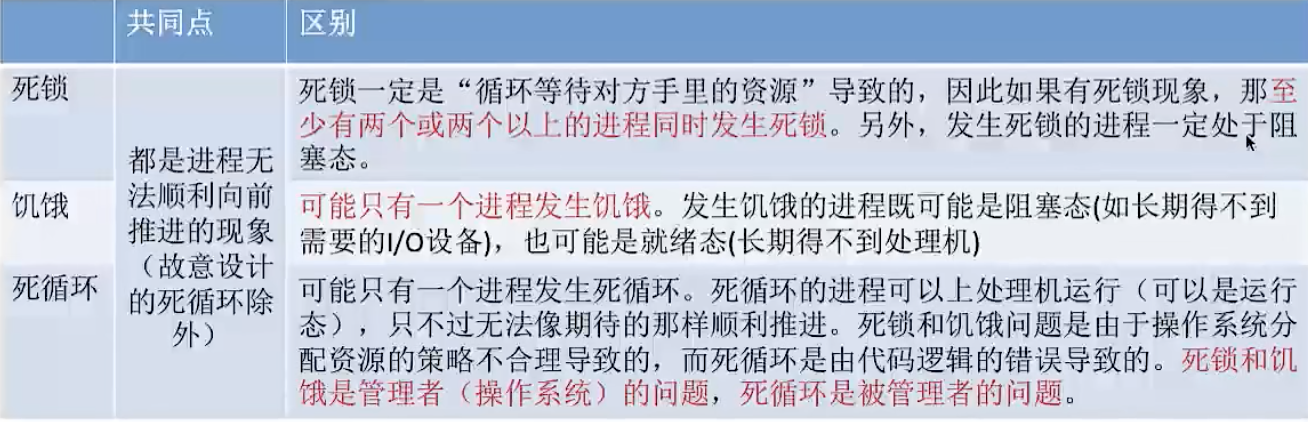 共同点
区别
死锁
死锁一定是“循环等待对方手里的资源”导致的，因此如果有死锁现象，那至
少有两个或两个以上的进程同时发生死锁。另外，发生死锁的进程一定处于阻
塞态。
都是进程无
法顺利向前
推进的现象
（故意设计
的死循环除
外）
饥饿
可能只有一个进程发生饥饿。发生饥饿的进程既可能是阻塞态(如长期得不到
需要的I/O设备)，也可能是就绪态(长期得不到处理机)
死循环
可能只有一个进程发生死循环。死循环的进程可以上处理机运行（可以是运行
态），只不过无法像期待的那样顺利推进。死锁和饥饿问题是由于操作系统分
配资源的策略不合理导致的，而死循环是由代码逻辑的错误导致的。死锁和饥
饿是管理者（操作系统）的问题，死循环是被管理者的问题。